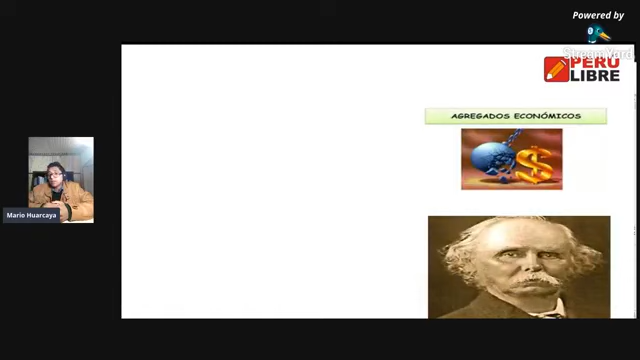 Powered by
StreamYard
PERÚ
LIBRE
AGREGADOS ECONÓMICOS
Mario Huarcaya